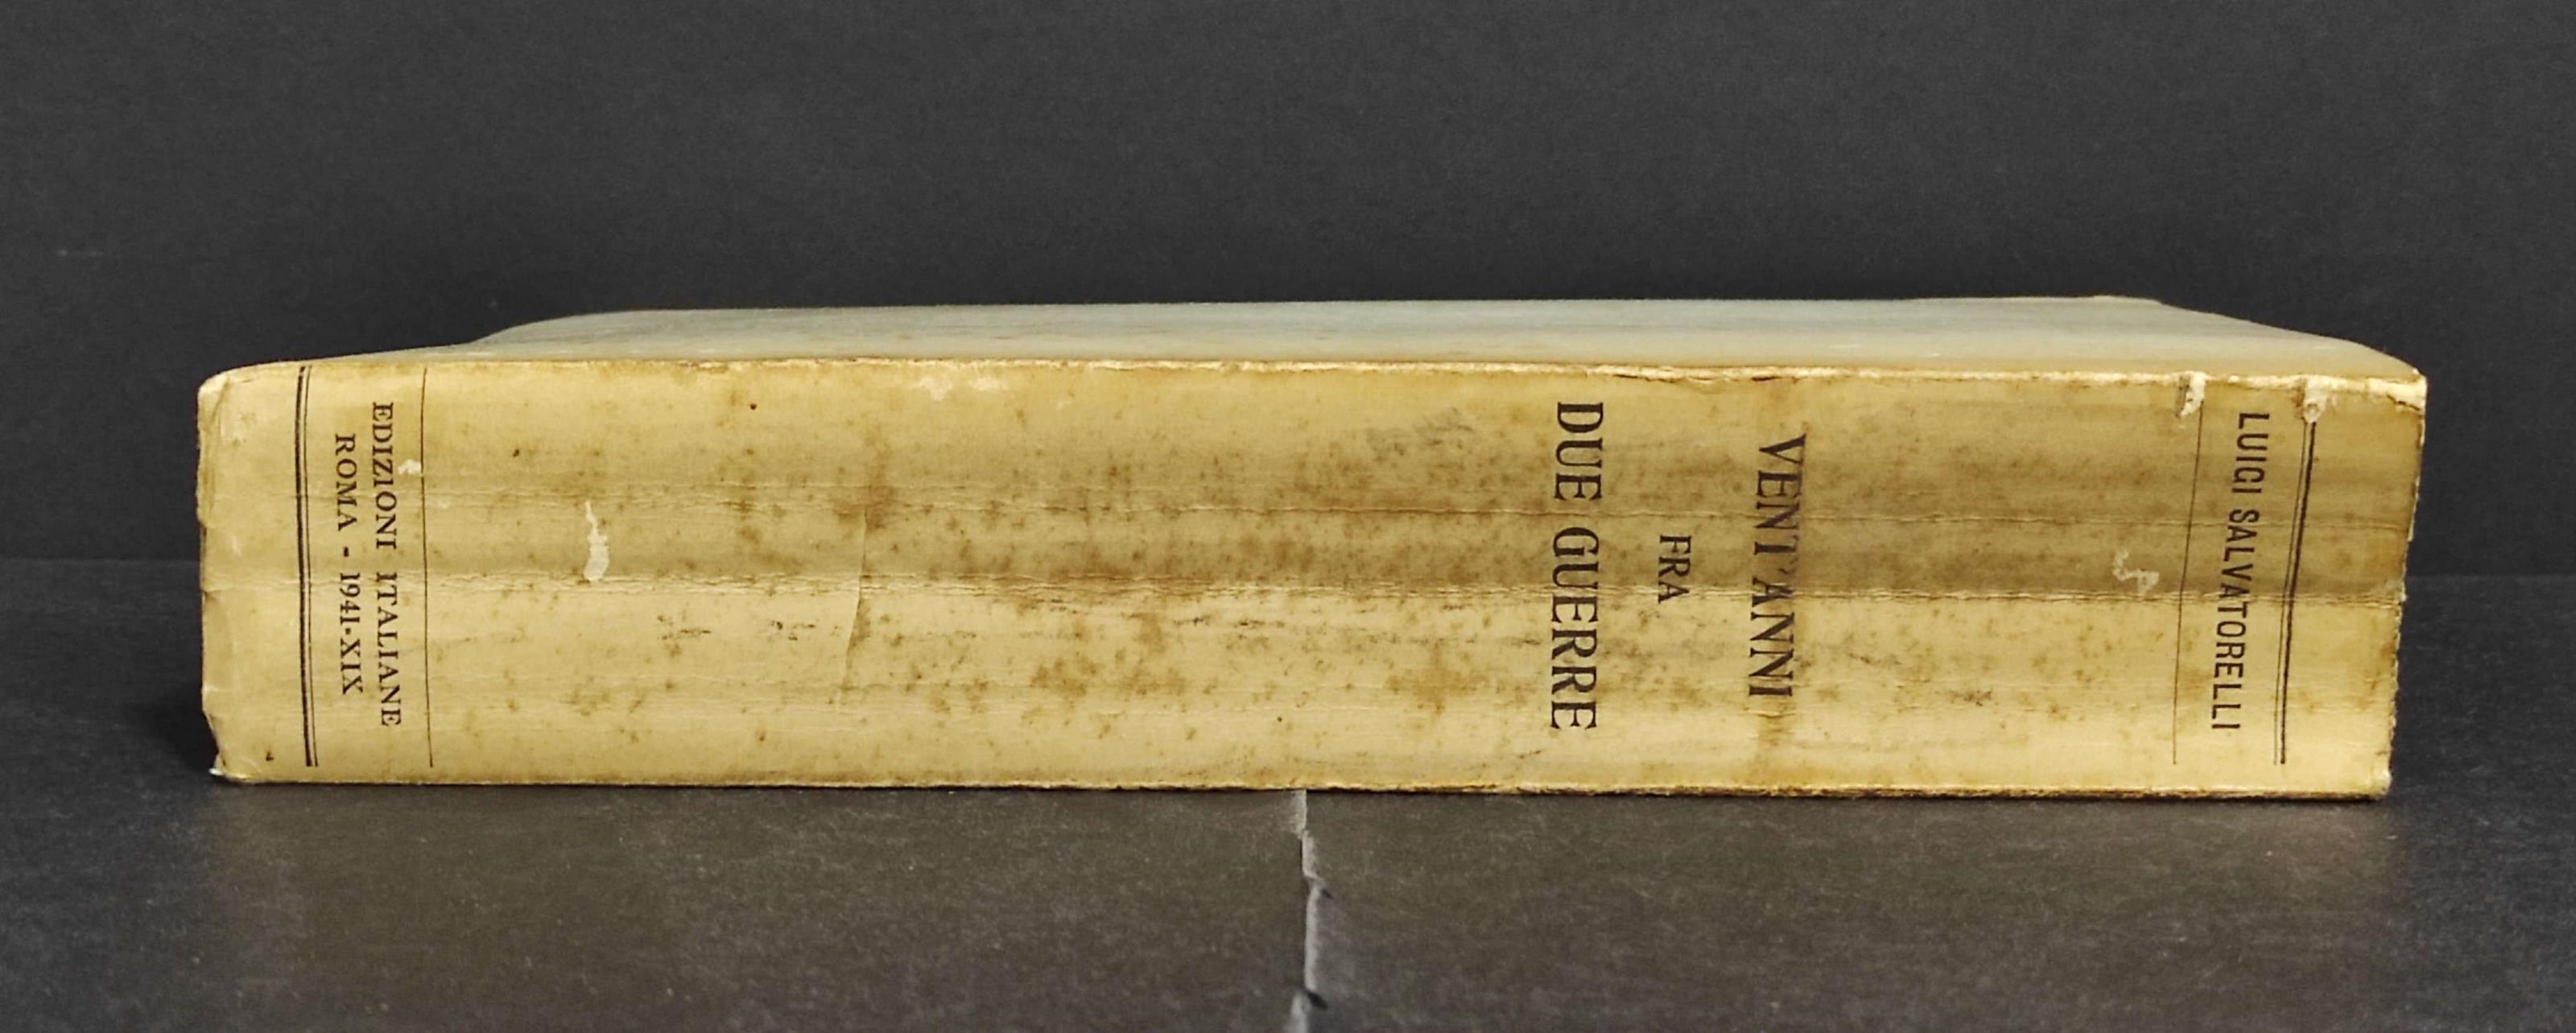 LUIGI SALVATORELLI
VENT'ANNI
FRA
DUE GUERRE
EDIZIONI ITALIANE
ROMA - 1941-XIX